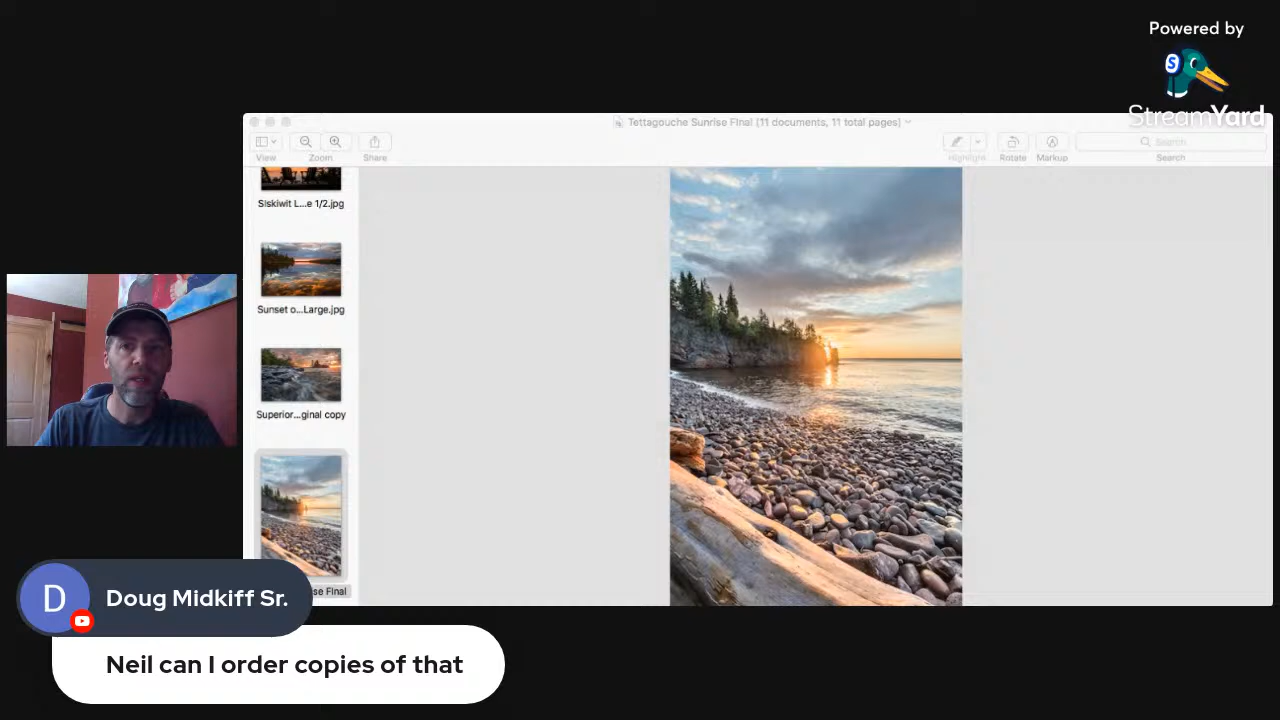 Powered by
StreamYard
Tettagouche Sunrise Final (11 documents, 11 total pages)
View
Zoom
Share
Highlight
Rotate
Markup
Search
Search
Siskiwit L...e 1/2.jpg
Sunset o...Large.jpg
Superior...ginal copy
se Final
D
Doug Midkiff Sr.
Neil can I order copies of that